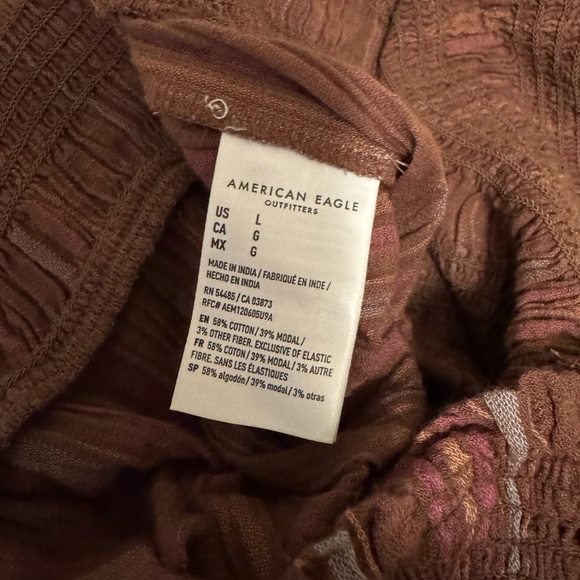 AMERICAN EAGLE
OUTFITTERS
US L
CA G
MX G
MADE IN INDIA / FABRIQUÉ EN INDE /
HECHO EN INDIA
RN 54485 / CA 03873
RFC# AEM120605U9A
EN 58% COTTON / 39% MODAL /
3% OTHER FIBER. EXCLUSIVE OF ELASTIC
FR 58% COTON / 39% MODAL / 3% AUTRE
FIBRE. SANS LES ÉLASTIQUES
SP 58% algodón / 39% modal / 3% otras